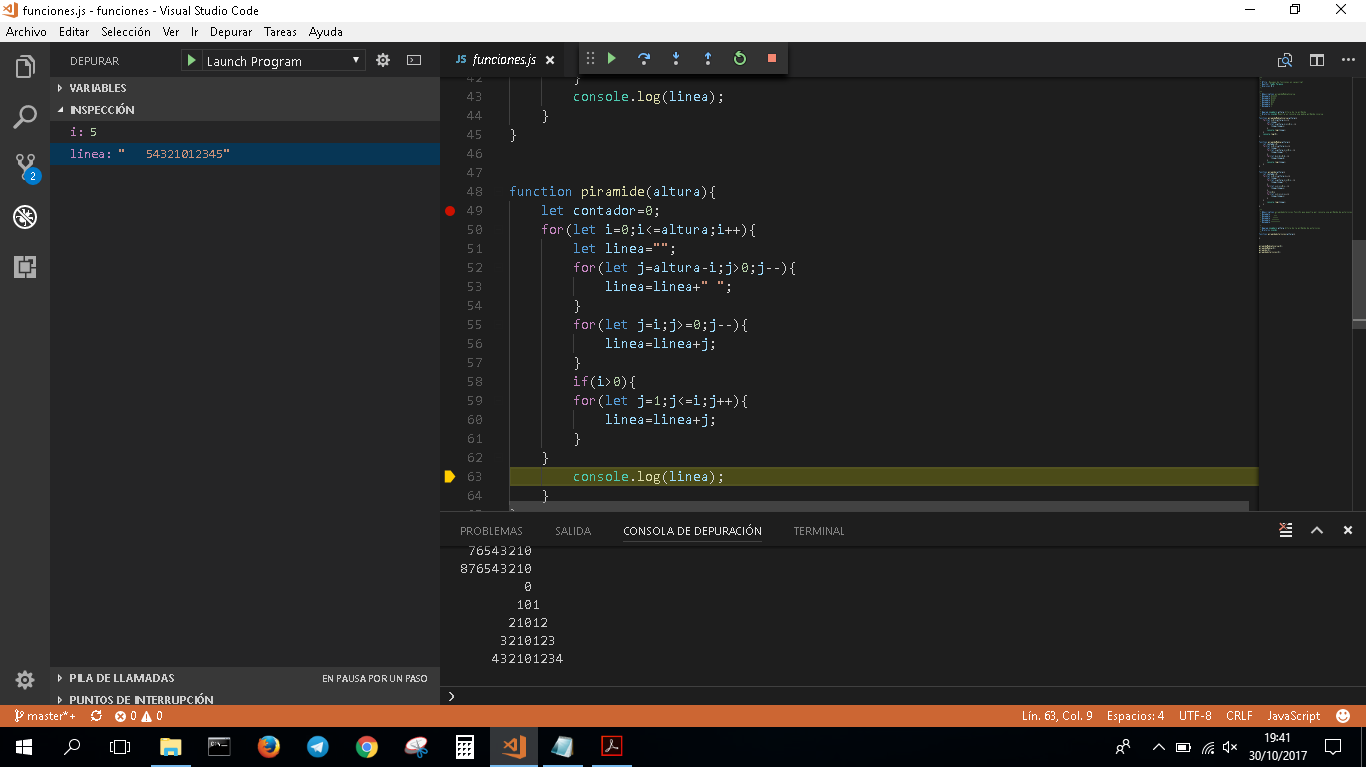 funciones.js - funciones - Visual Studio Code
Archivo Editar Selección Ver Ir Depurar Tareas Ayuda
DEPURAR Launch Program
VARIABLES
INSPECCIÓN
i: 5
linea: "   54321012345"
PILA DE LLAMADAS EN PAUSA POR UN PASO
PUNTOS DE INTERRUPCIÓN
JS funciones.js
42 }
43 console.log(linea);
44 }
45 }
46
47
48 function piramide(altura){
49 let contador=0;
50 for(let i=0;i<=altura;i++){
51 let linea="";
52 for(let j=altura-i;j>0;j--){
53 linea=linea+" ";
54 }
55 for(let j=i;j>=0;j--){
56 linea=linea+j;
57 }
58 if(i>0){
59 for(let j=1;j<=i;j++){
60 linea=linea+j;
61 }
62 }
63 console.log(linea);
64 }
PROBLEMAS SALIDA CONSOLA DE DEPURACIÓN TERMINAL
76543210
876543210
0
101
21012
3210123
432101234
2
master*+ 0 0 Lín. 63, Col. 9 Espacios: 4 UTF-8 CRLF JavaScript
19:41
30/10/2017